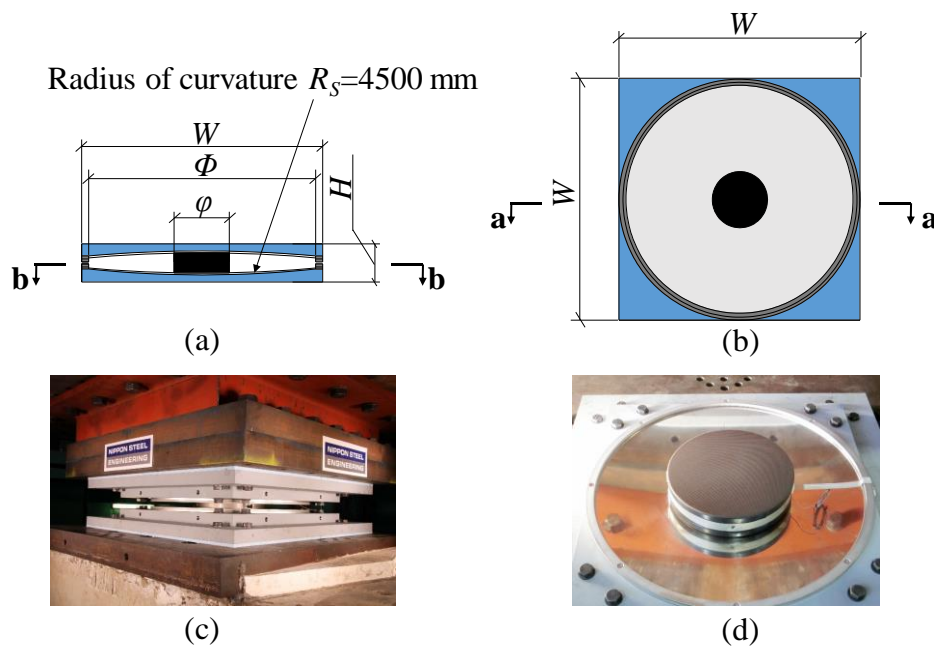 W
Radius of curvature R_S=4500 mm
W
Φ
H
φ
W
a a
b b
(a)
(b)
NIPPON STEEL
ENGINEERING
NIPPON STEEL
ENGINEERING
(c)
(d)